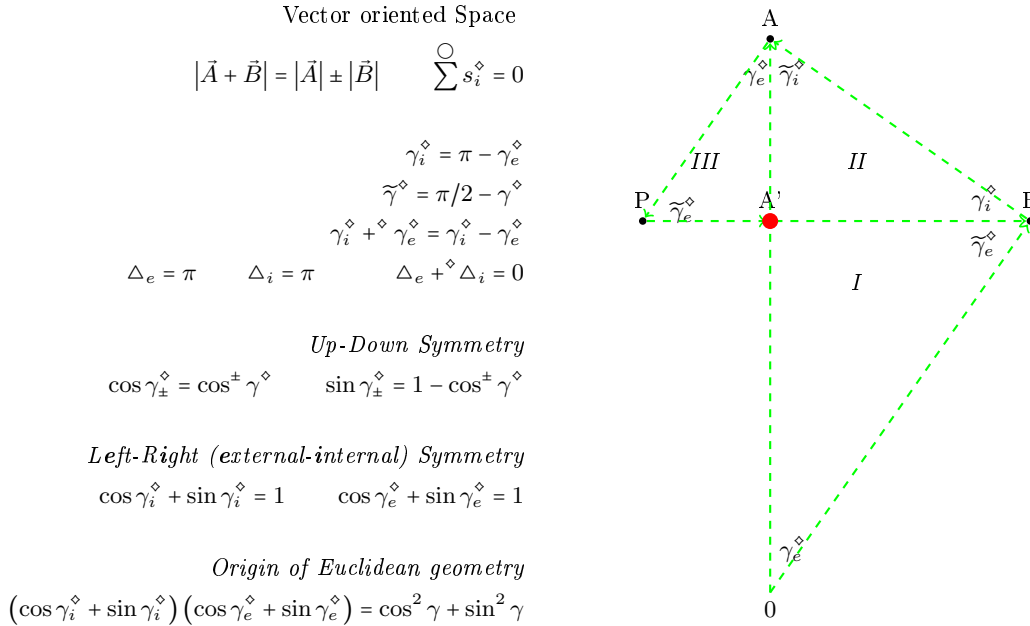 Vector oriented Space
|A⃗ + B⃗| = |A⃗| ± |B⃗| ∑^◯ s_i^⋄ = 0
γ_i^⋄ = π − γ_e^⋄
γ̃^⋄ = π/2 − γ^⋄
γ_i^⋄ +^⋄ γ_e^⋄ = γ_i^⋄ − γ_e^⋄
△_e = π △_i = π △_e +^⋄ △_i = 0
Up-Down Symmetry
cos γ_±^⋄ = cos^± γ^⋄ sin γ_±^⋄ = 1 − cos^± γ^⋄
Left-Right (external-internal) Symmetry
cos γ_i^⋄ + sin γ_i^⋄ = 1 cos γ_e^⋄ + sin γ_e^⋄ = 1
Origin of Euclidean geometry
(cos γ_i^⋄ + sin γ_i^⋄)(cos γ_e^⋄ + sin γ_e^⋄) = cos² γ + sin² γ
A
γ_e^⋄ γ̃_i^⋄
III II
P A' B
γ̃_e^⋄ γ_i^⋄
γ̃_e^⋄
I
γ_e^⋄
0